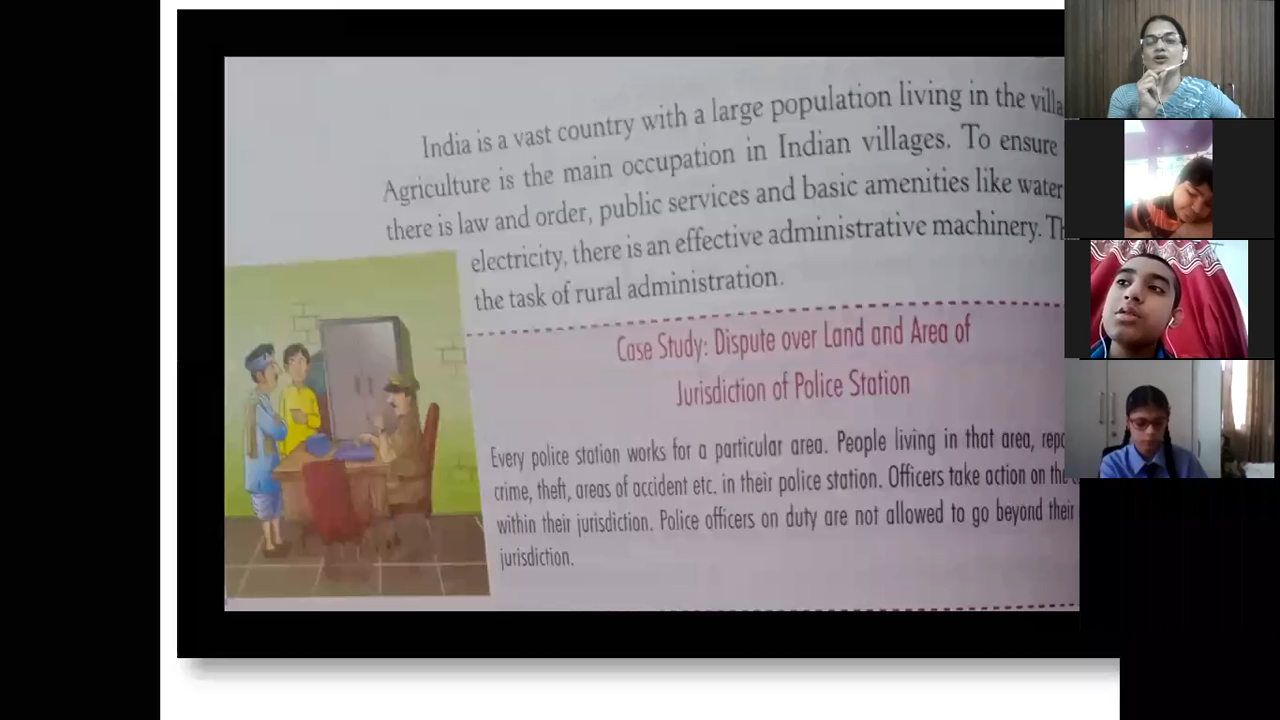 India is a vast country with a large population living in the
Agriculture is the main occupation in Indian villages. To ensure
there is law and order, public services and basic amenities like water
electricity, there is an effective administrative machinery.
the task of rural administration.
Case Study: Dispute over Land and Area of
Jurisdiction of Police Station
Every police station works for a particular area. People living in that area,
crime, theft, areas of accident etc. in their police station. Officers take action on the
within their jurisdiction. Police officers on duty are not allowed to go beyond their
jurisdiction.